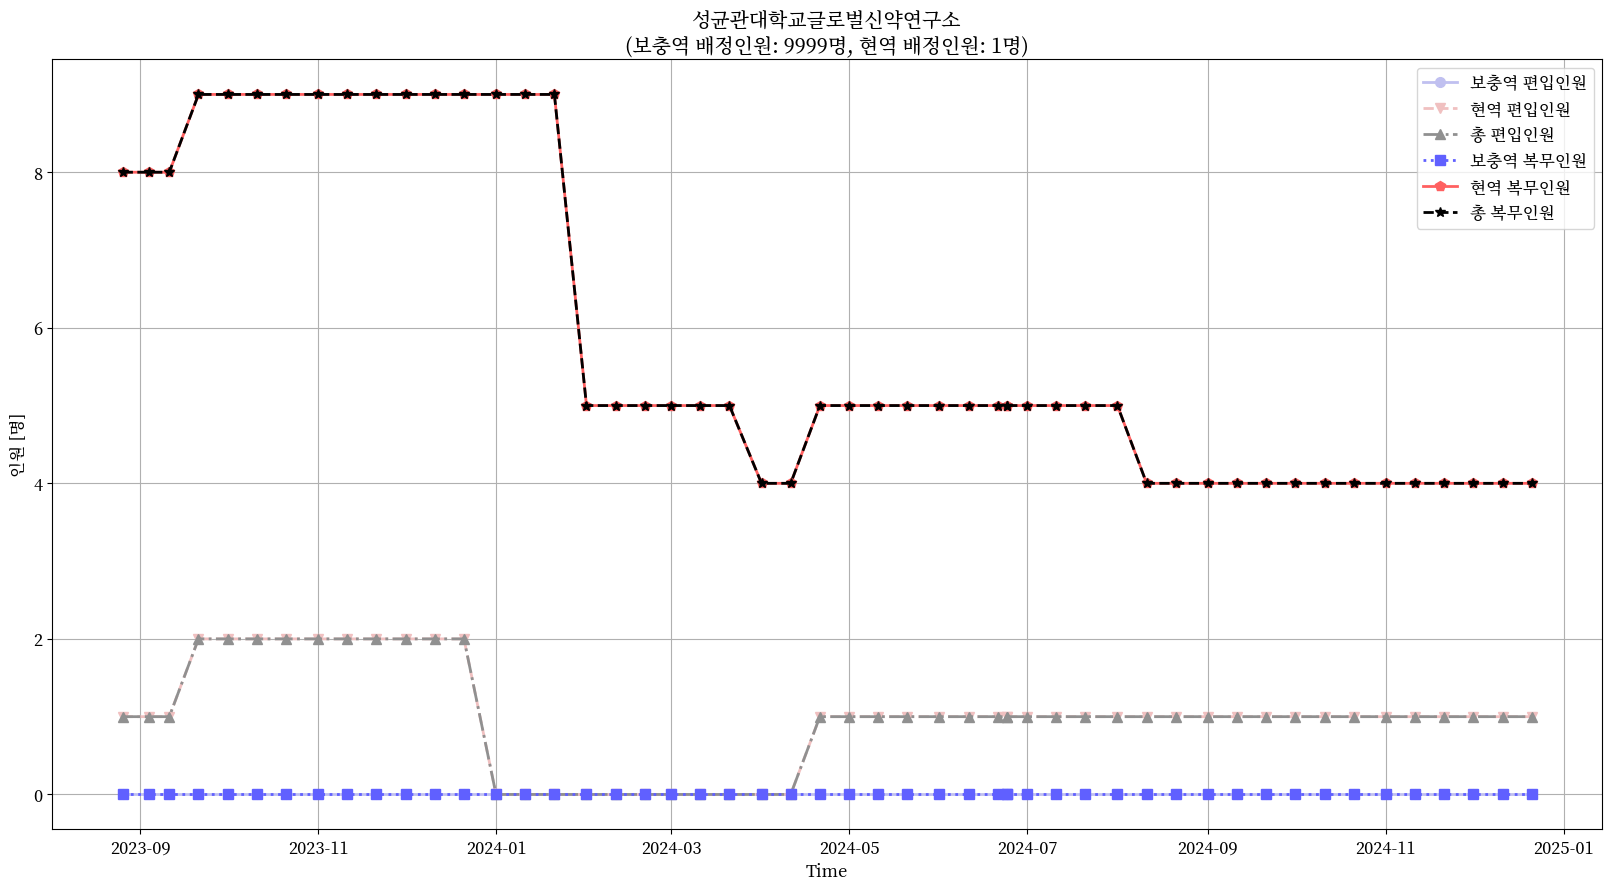 성균관대학교글로벌신약연구소
(보충역 배정인원: 9999명, 현역 배정인원: 1명)
보충역 편입인원
현역 편입인원
총 편입인원
보충역 복무인원
현역 복무인원
총 복무인원
8
6
4
2
0
인원 [명]
2023-09
2023-11
2024-01
2024-03
2024-05
2024-07
2024-09
2024-11
2025-01
Time